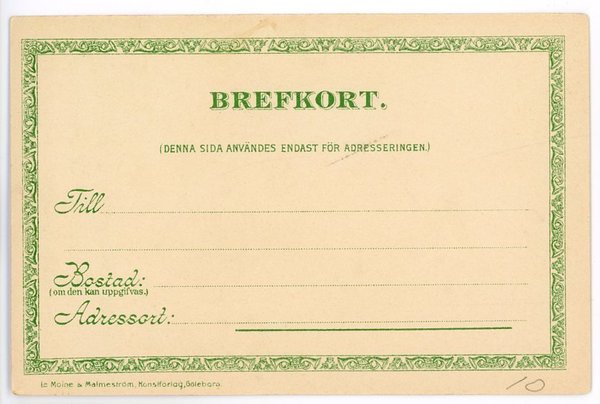 BREFKORT.
(DENNA SIDA ANVÄNDES ENDAST FÖR ADRESSERINGEN.)
Till
Bostad:
(om den kan uppgifvas.)
Adressort:
Le Moine & Malmeström, Konstförlag, Göteborg.
10